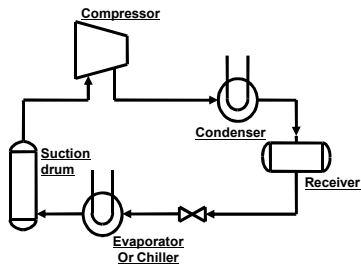 Compressor
Condenser
Suction
drum
Receiver
Evaporator
Or Chiller